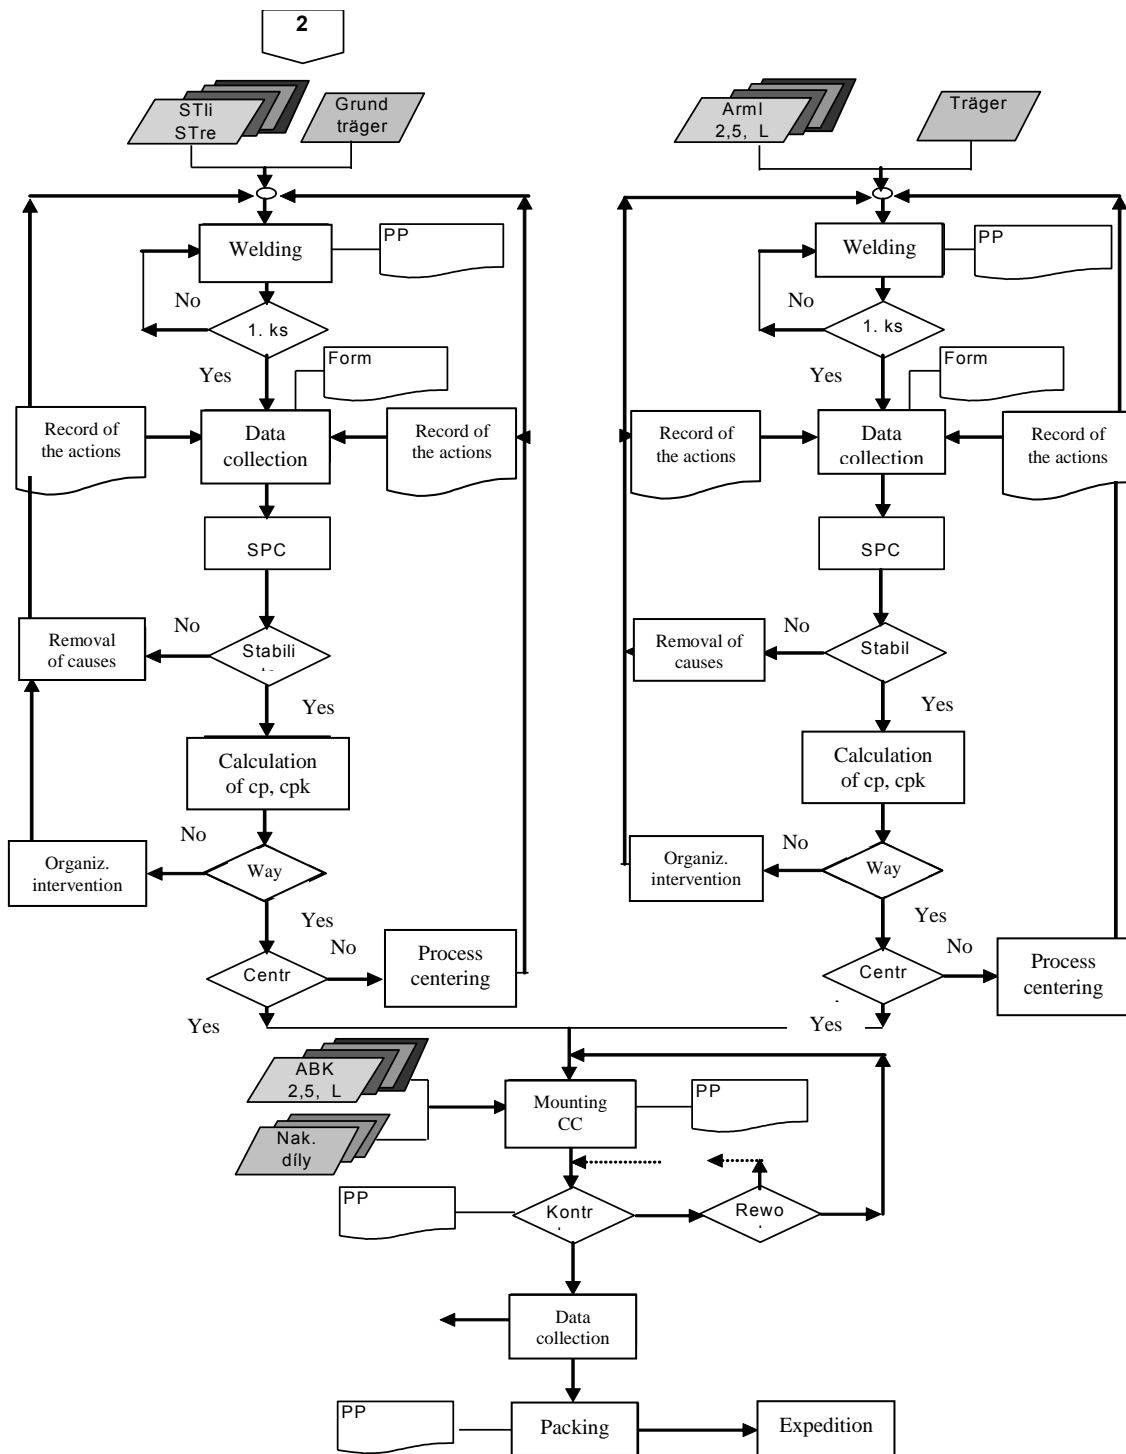 2
STli
STre
Grund
träger
Arml
2,5, L
Träger
Welding
PP
No
1. ks
Yes
Form
Record of
the actions
Data
collection
Record of
the actions
SPC
No
Removal
of causes
Stabili
Yes
Calculation
of cp, cpk
No
Organiz.
intervention
Way
Yes
No
Centr
Process
centering
Yes
Welding
PP
No
1. ks
Yes
Form
Record of
the actions
Data
collection
Record of
the actions
SPC
No
Removal of
causes
Stabil
Yes
Calculation
of cp, cpk
No
Organiz.
intervention
Way
Yes
No
Centr
Process
centering
Yes
ABK
2,5, L
Nak.
díly
Mounting
CC
PP
PP
Kontr
Rewo
Data
collection
PP
Packing
Expedition